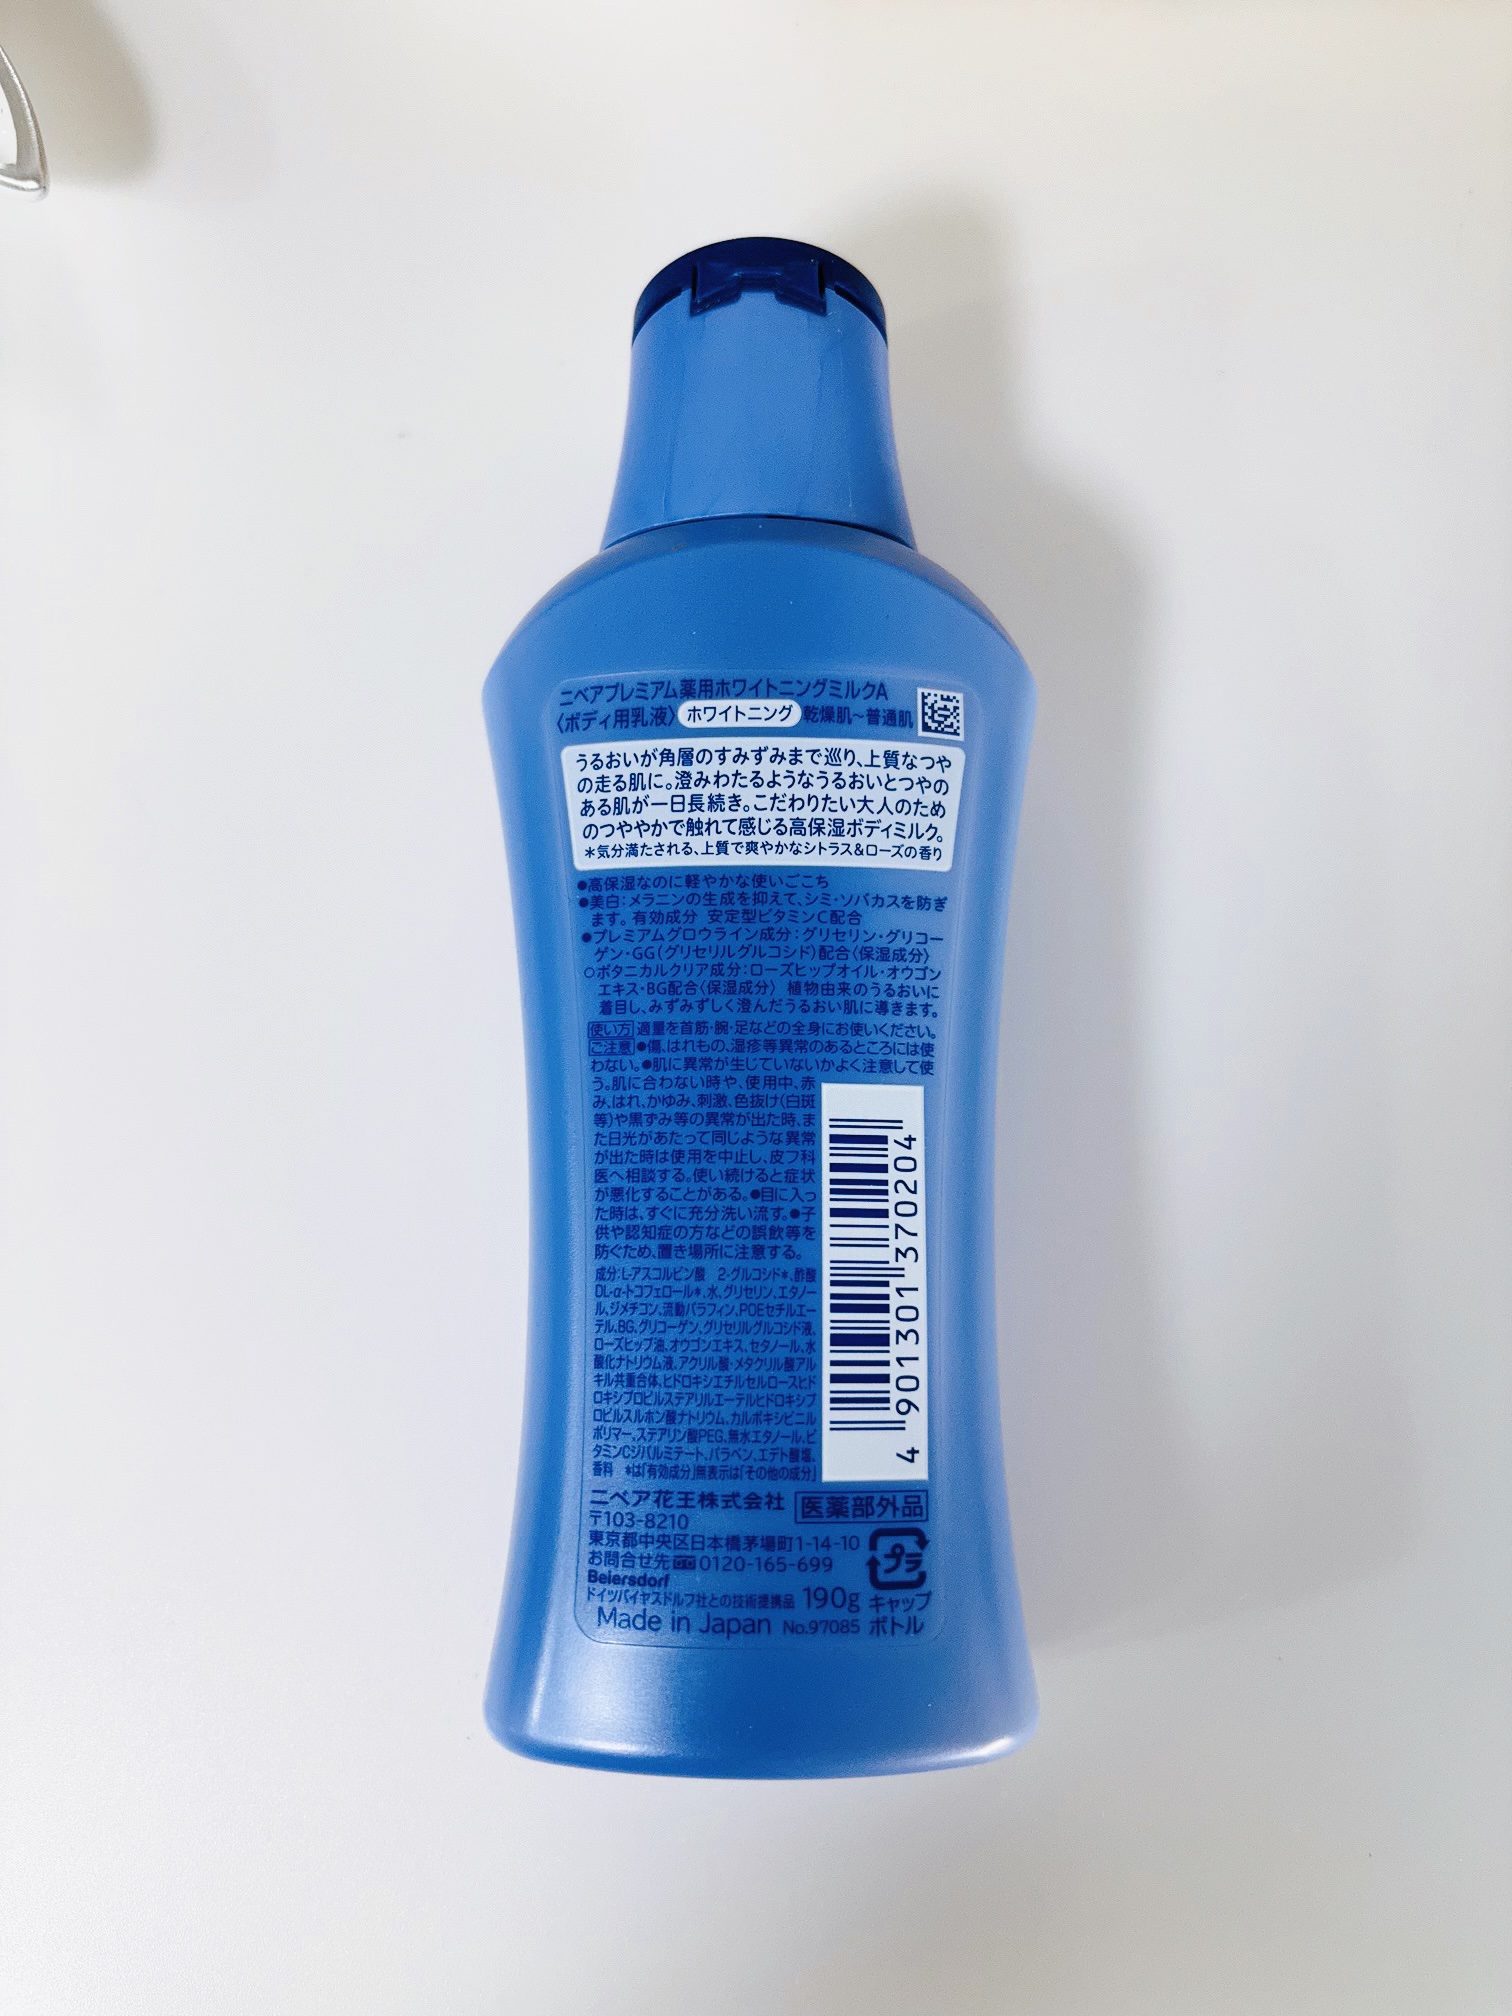 ニベアプレミアム薬用ホワイトニングミルクA
〈ボディ用乳液〉 ホワイトニング 乾燥肌~普通肌
うるおいが角層のすみずみまで巡り、上質なつや
の走る肌に。澄みわたるようなうるおいとつやの
ある肌が一日長続き。こだわりたい大人のため
のつややかで触れて感じる高保湿ボディミルク。
*気分満たされる、上質で爽やかなシトラス&ローズの香り
●高保湿なのに軽やかな使いごこち
●美白:メラニンの生成を抑えて、シミ・ソバカスを防ぎ
ます。有効成分 安定型ビタミンC配合
●プレミアムグロウライン成分:グリセリン・グリコー
ゲン・GG(グリセリルグルコシド)配合〈保湿成分〉
○ボタニカルクリア成分:ローズヒップオイル・オウゴン
エキス・BG配合〈保湿成分〉 植物由来のうるおいに
着目し、みずみずしく澄んだうるおい肌に導きます。
使い方 適量を首筋・腕・足などの全身にお使いください。
ご注意 ●傷、はれもの、湿疹等異常のあるところには使
わない。●肌に異常が生じていないかよく注意して使
う。肌に合わない時や、使用中、赤
み、はれ、かゆみ、刺激、色抜け(白斑
等)や黒ずみ等の異常が出た時、ま
た日光があたって同じような異常
が出た時は使用を中止し、皮フ科
医へ相談する。使い続けると症状
が悪化することがある。●目に入っ
た時は、すぐに充分洗い流す。●子
供や認知症の方などの誤飲等を
防ぐため、置き場所に注意する。
成分:L-アスコルビン酸 2-グルコシド*、酢酸
DL-α-トコフェロール*、水、グリセリン、エタノー
ル、ジメチコン、流動パラフィン、POEセチルエー
テル、BG、グリコーゲン、グリセリルグルコシド液、
ローズヒップ油、オウゴンエキス、セタノール、水
酸化ナトリウム液、アクリル酸・メタクリル酸アル
キル共重合体、ヒドロキシエチルセルロースヒド
ロキシプロピルステアリルエーテルヒドロキシプ
ロピルスルホン酸ナトリウム、カルボキシビニル
ポリマー、ステアリン酸PEG、無水エタノール、ビ
タミンCジパルミテート、パラベン、エデト酸塩、
香料 *は「有効成分」無表示は「その他の成分」
4 901301 370204
ニベア花王株式会社 医薬部外品
〒103-8210
東京都中央区日本橋茅場町1-14-10
お問合せ先 0120-165-699
プラ
Beiersdorf
ドイツバイヤスドルフ社との技術提携品 190g キャップ
Made in Japan No.97085 ボトル